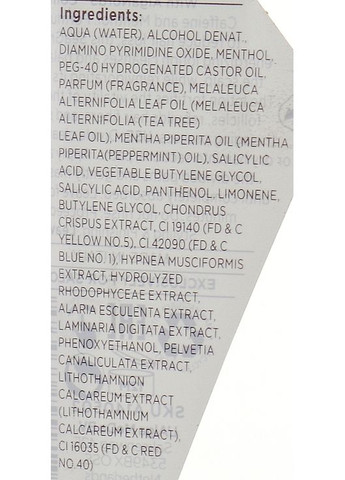 Ingredients:
AQUA (WATER), ALCOHOL DENAT.,
DIAMINO PYRIMIDINE OXIDE, MENTHOL,
PEG-40 HYDROGENATED CASTOR OIL,
PARFUM (FRAGRANCE), MELALEUCA
ALTERNIFOLIA LEAF OIL (MELALEUCA
ALTERNIFOLIA (TEA TREE)
LEAF OIL), MENTHA PIPERITA OIL (MENTHA
PIPERITA(PEPPERMINT) OIL), SALICYLIC
ACID, VEGETABLE BUTYLENE GLYCOL,
SALICYLIC ACID, PANTHENOL, LIMONENE,
BUTYLENE GLYCOL, CHONDRUS
CRISPUS EXTRACT, CI 19140 (FD & C
YELLOW NO.5), CI 42090 (FD & C
BLUE NO. 1), HYPNEA MUSCIFORMIS
EXTRACT, HYDROLYZED
RHODOPHYCEAE EXTRACT,
ALARIA ESCULENTA EXTRACT,
LAMINARIA DIGITATA EXTRACT,
PHENOXYETHANOL, PELVETIA
CANALICULATA EXTRACT,
LITHOTHAMNION
CALCAREUM EXTRACT
(LITHOTHAMNIUM
CALCAREUM EXTRACT),
CI 16035 (FD & C RED
NO.40)